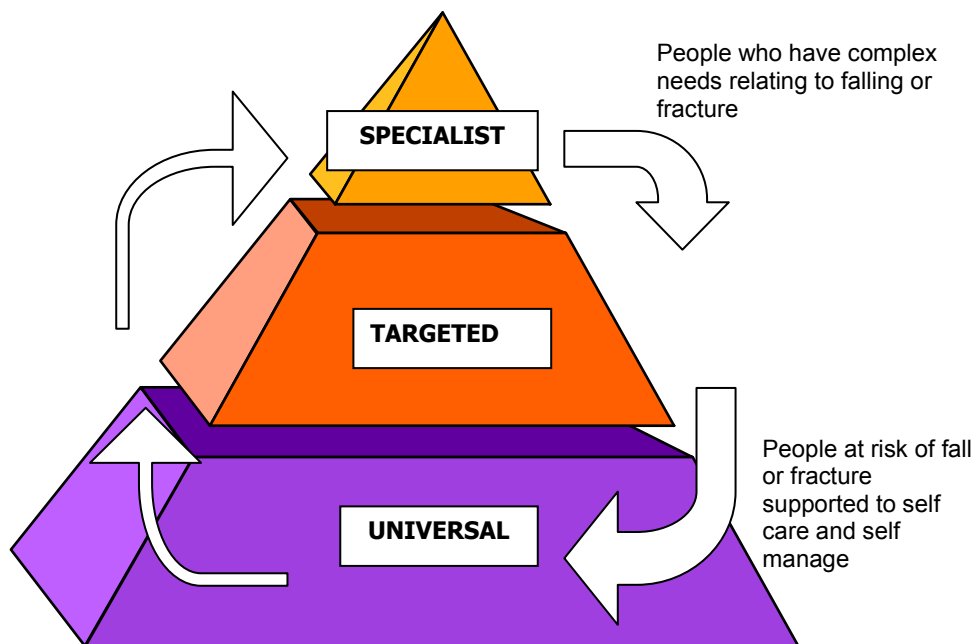 People who have complex
needs relating to falling or
fracture
SPECIALIST
TARGETED
People at risk of fall
or fracture
supported to self
care and self
manage
UNIVERSAL